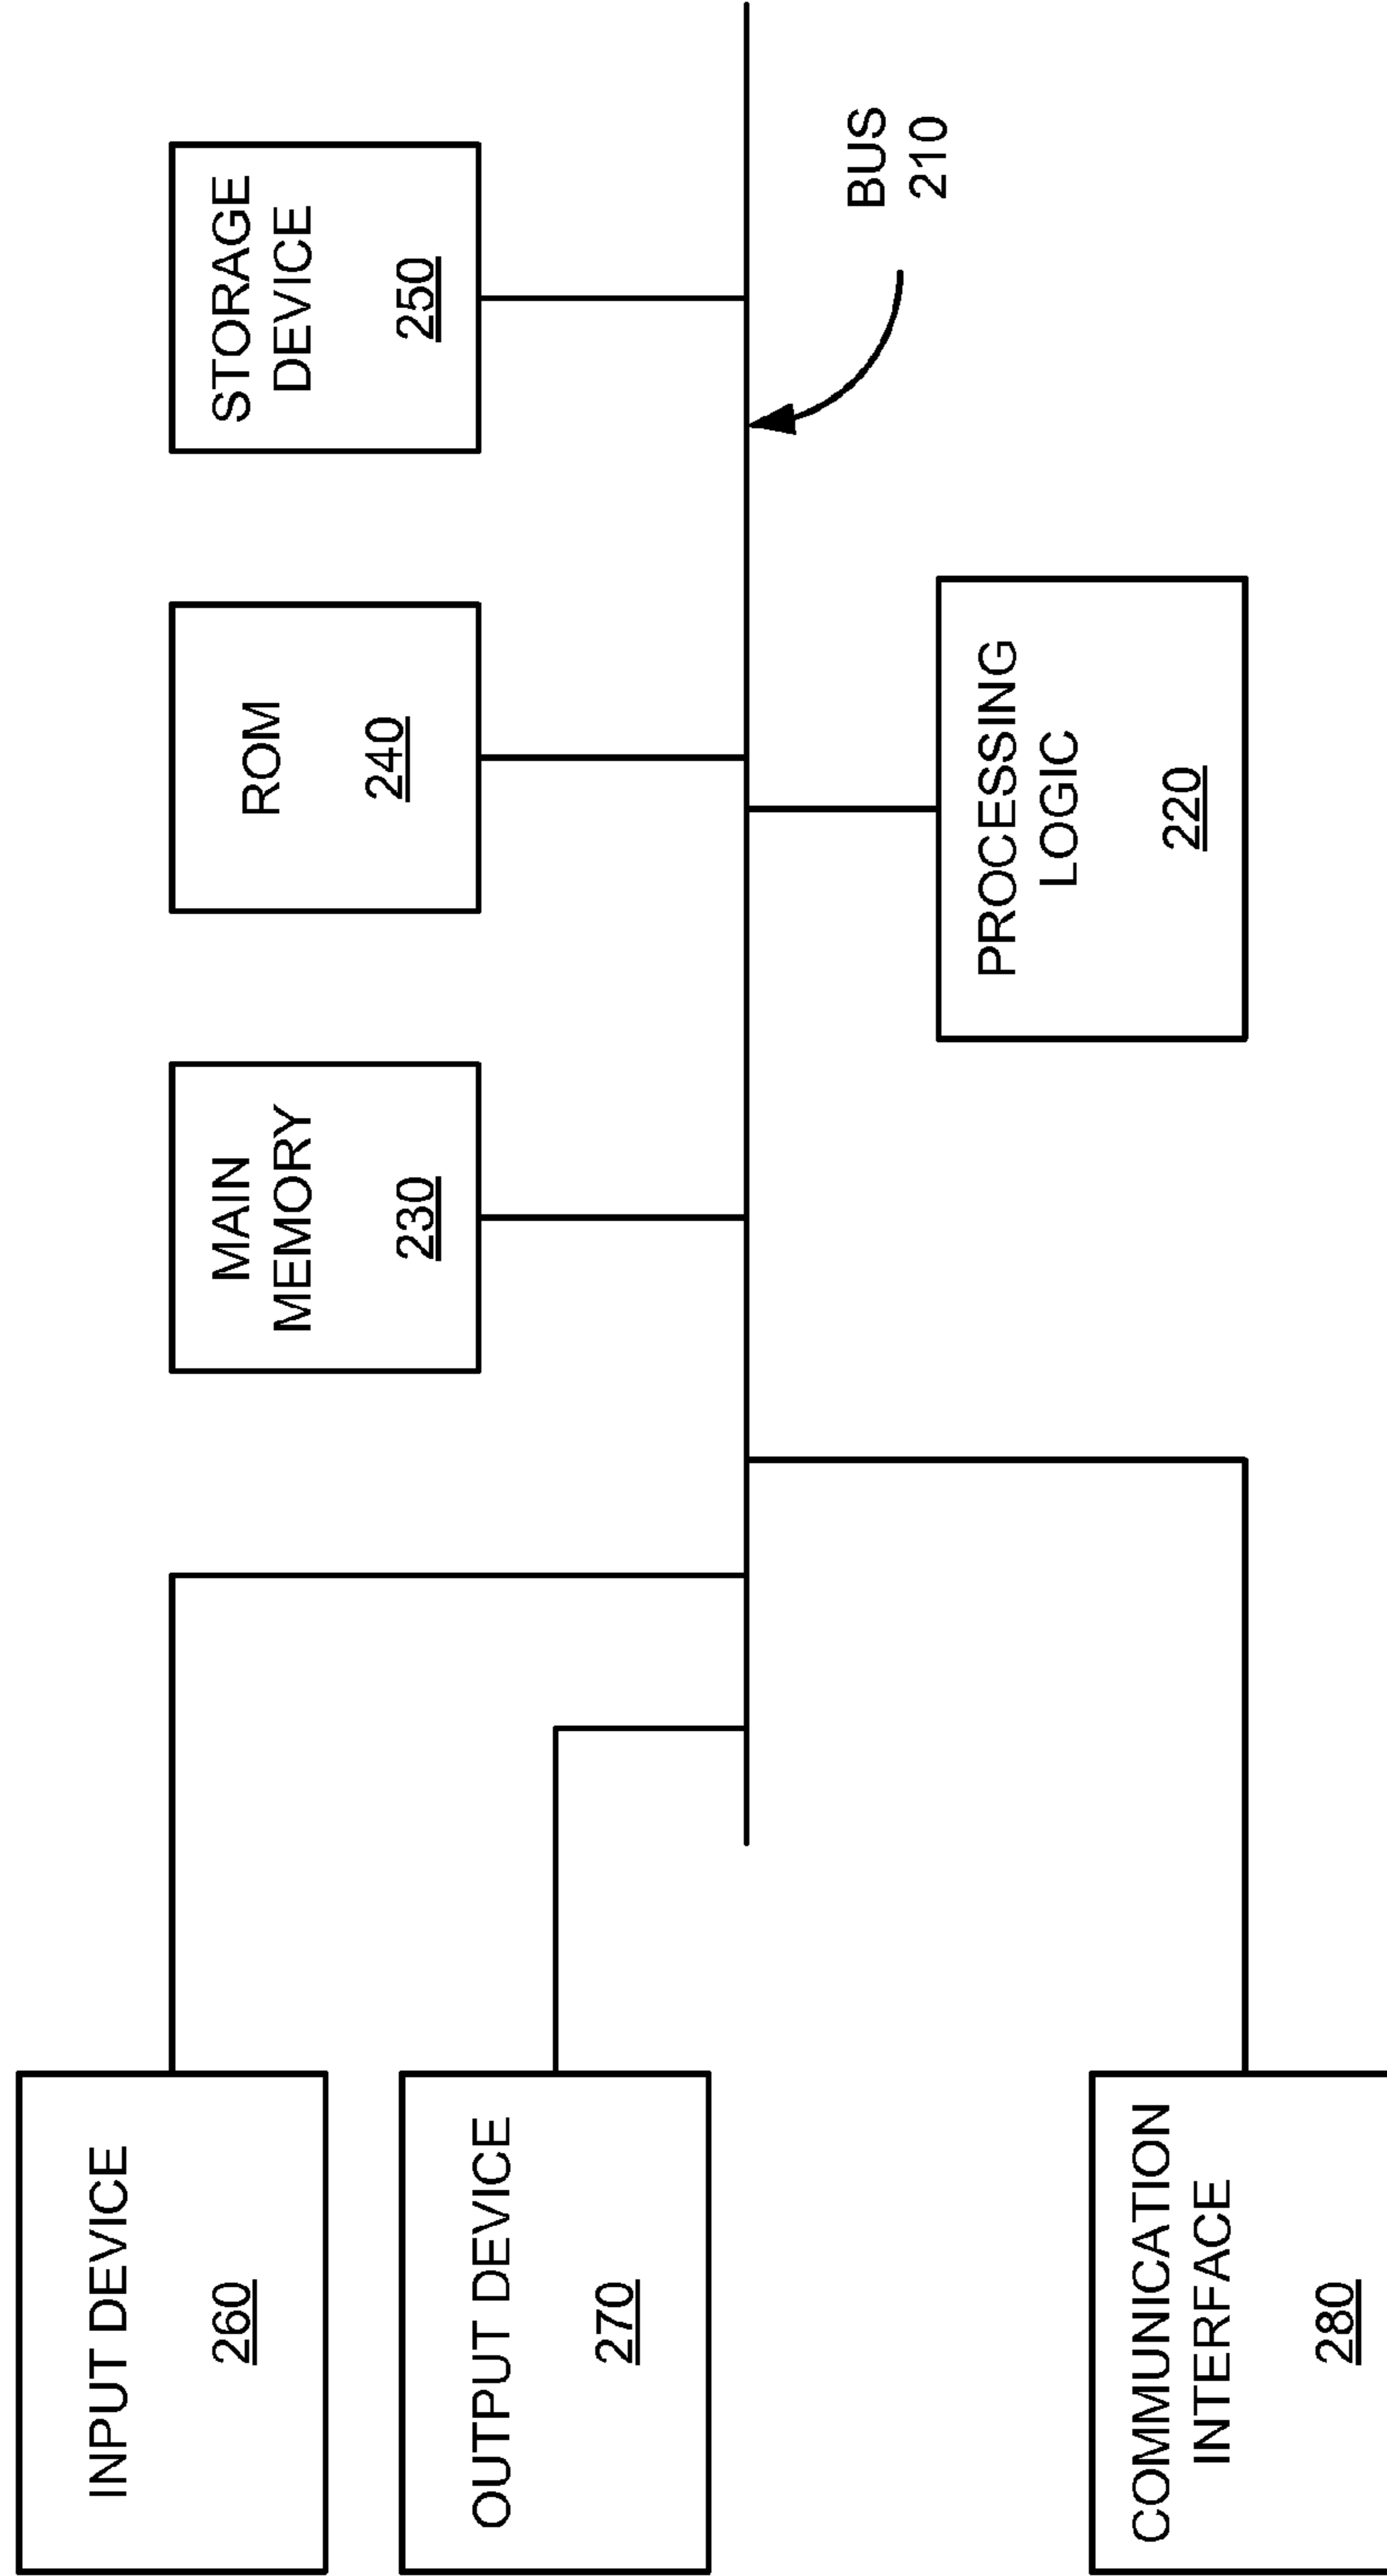 INPUT DEVICE
260
OUTPUT DEVICE
270
COMMUNICATION
INTERFACE
280
MAIN
MEMORY
230
ROM
240
STORAGE
DEVICE
250
PROCESSING
LOGIC
220
BUS
210